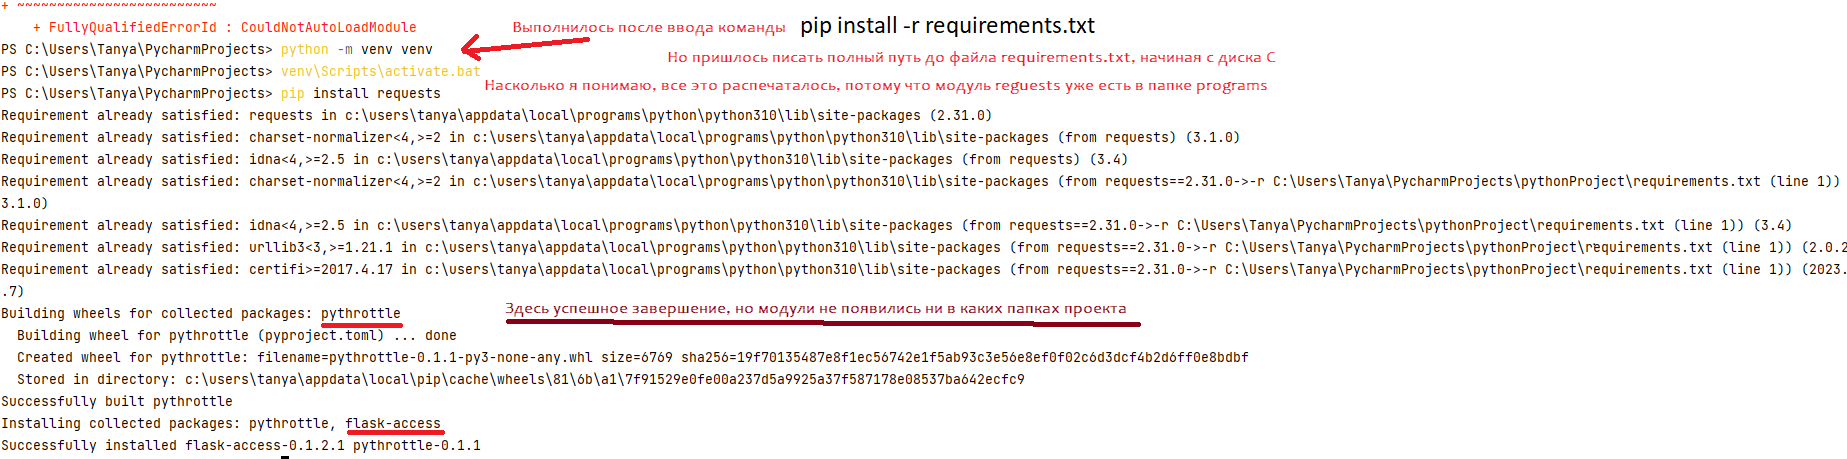 + ~~~~~~~~~~~~~~~~~~~~~~~~~
+ FullyQualifiedErrorId : CouldNotAutoLoadModule
Выполнилось после ввода команды pip install -r requirements.txt
PS C:\Users\Tanya\PycharmProjects> python -m venv venv
Но пришлось писать полный путь до файла requirements.txt, начиная с диска С
PS C:\Users\Tanya\PycharmProjects> venv\Scripts\activate.bat
PS C:\Users\Tanya\PycharmProjects> pip install requests
Насколько я понимаю, все это распечаталось, потому что модуль reguests уже есть в папке programs
Requirement already satisfied: requests in c:\users\tanya\appdata\local\programs\python\python310\lib\site-packages (2.31.0)
Requirement already satisfied: charset-normalizer<4,>=2 in c:\users\tanya\appdata\local\programs\python\python310\lib\site-packages (from requests) (3.1.0)
Requirement already satisfied: idna<4,>=2.5 in c:\users\tanya\appdata\local\programs\python\python310\lib\site-packages (from requests) (3.4)
Requirement already satisfied: charset-normalizer<4,>=2 in c:\users\tanya\appdata\local\programs\python\python310\lib\site-packages (from requests==2.31.0->-r C:\Users\Tanya\PycharmProjects\pythonProject\requirements.txt (line 1))
3.1.0)
Requirement already satisfied: idna<4,>=2.5 in c:\users\tanya\appdata\local\programs\python\python310\lib\site-packages (from requests==2.31.0->-r C:\Users\Tanya\PycharmProjects\pythonProject\requirements.txt (line 1)) (3.4)
Requirement already satisfied: urllib3<3,>=1.21.1 in c:\users\tanya\appdata\local\programs\python\python310\lib\site-packages (from requests==2.31.0->-r C:\Users\Tanya\PycharmProjects\pythonProject\requirements.txt (line 1)) (2.0.2
Requirement already satisfied: certifi>=2017.4.17 in c:\users\tanya\appdata\local\programs\python\python310\lib\site-packages (from requests==2.31.0->-r C:\Users\Tanya\PycharmProjects\pythonProject\requirements.txt (line 1)) (2023.
.7)
Building wheels for collected packages: pythrottle
Здесь успешное завершение, но модули не появились ни в каких папках проекта
Building wheel for pythrottle (pyproject.toml) ... done
Created wheel for pythrottle: filename=pythrottle-0.1.1-py3-none-any.whl size=6769 sha256=19f70135487e8f1ec56742e1f5ab93c3e56e8ef0f02c6d3dcf4b2d6ff0e8bdbf
Stored in directory: c:\users\tanya\appdata\local\pip\cache\wheels\81\6b\a1\7f91529e0fe00a237d5a9925a37f587178e08537ba642ecfc9
Successfully built pythrottle
Installing collected packages: pythrottle, flask-access
Successfully installed flask-access-0.1.2.1 pythrottle-0.1.1